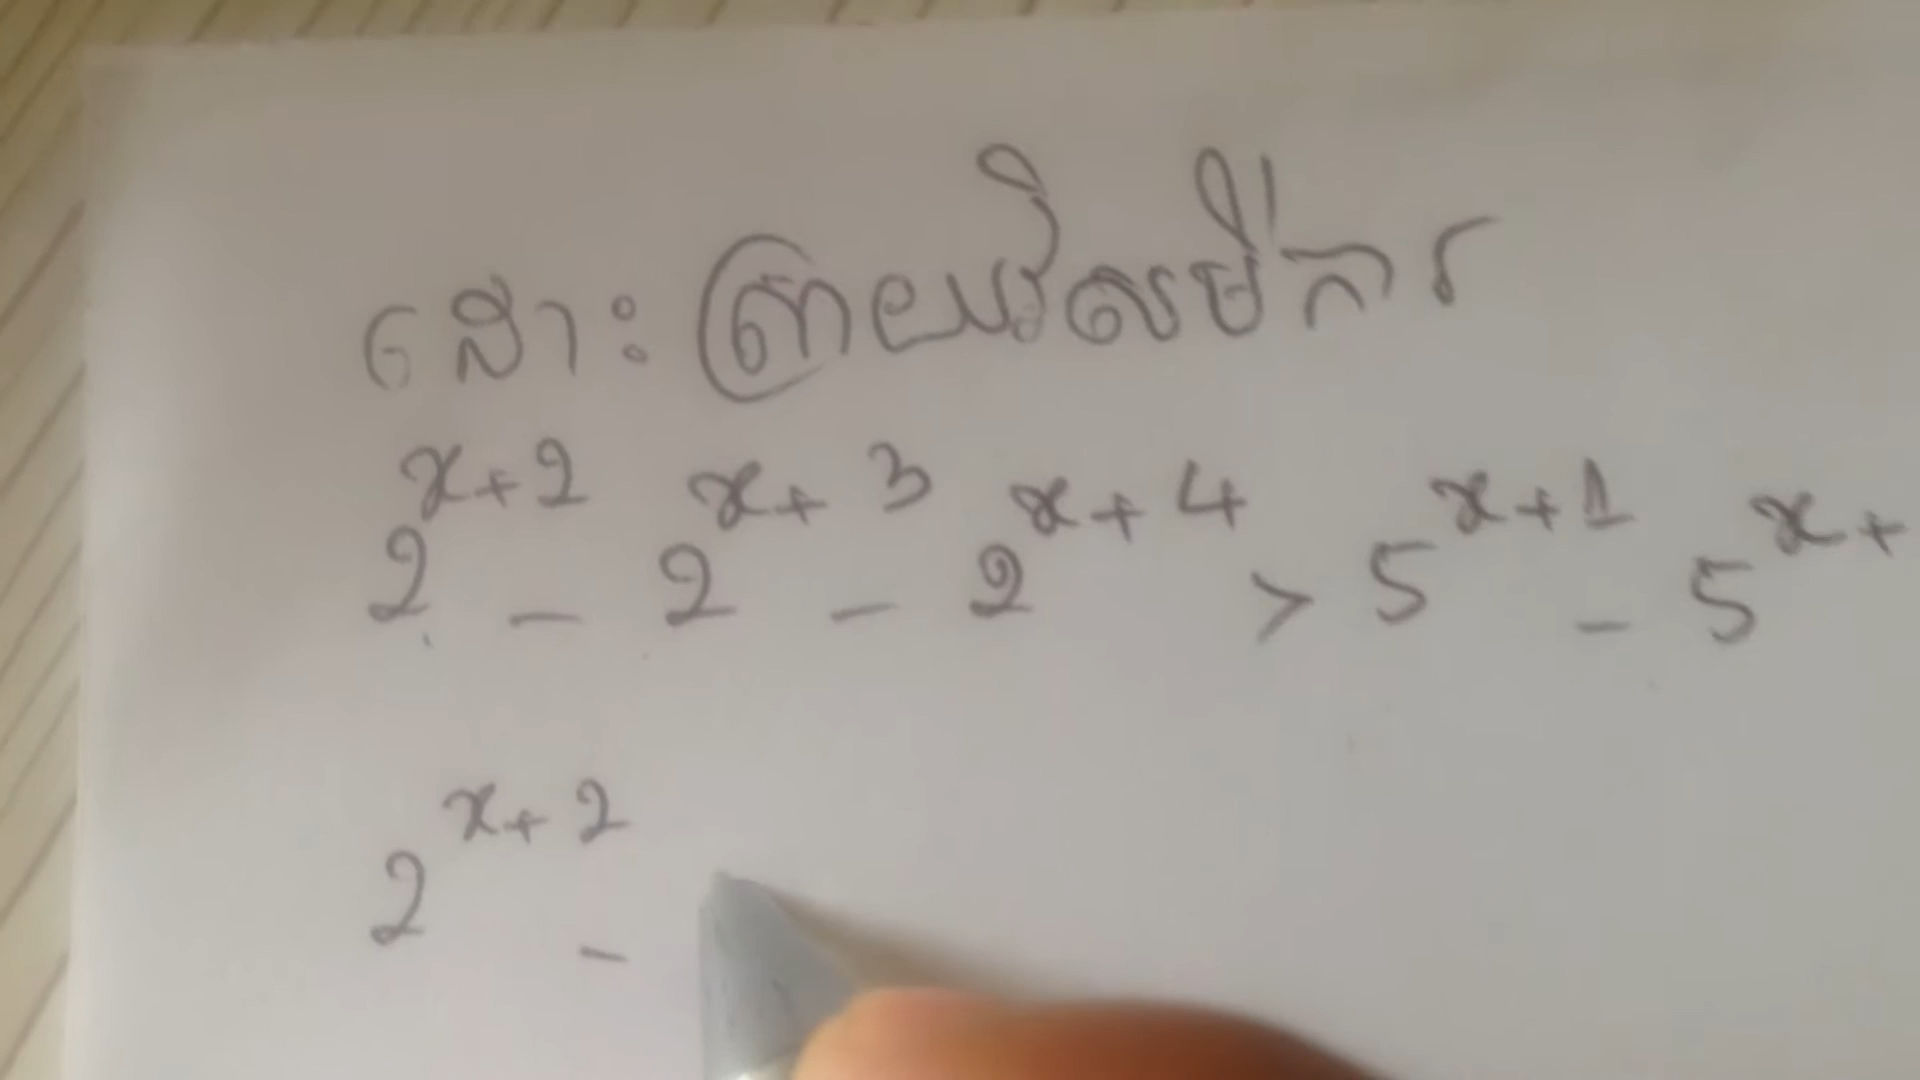 ដោះស្រាយវិសមីការ
2^{x+2} - 2^{x+3} - 2^{x+4} > 5^{x+1} - 5^{x+
2^{x+2} -